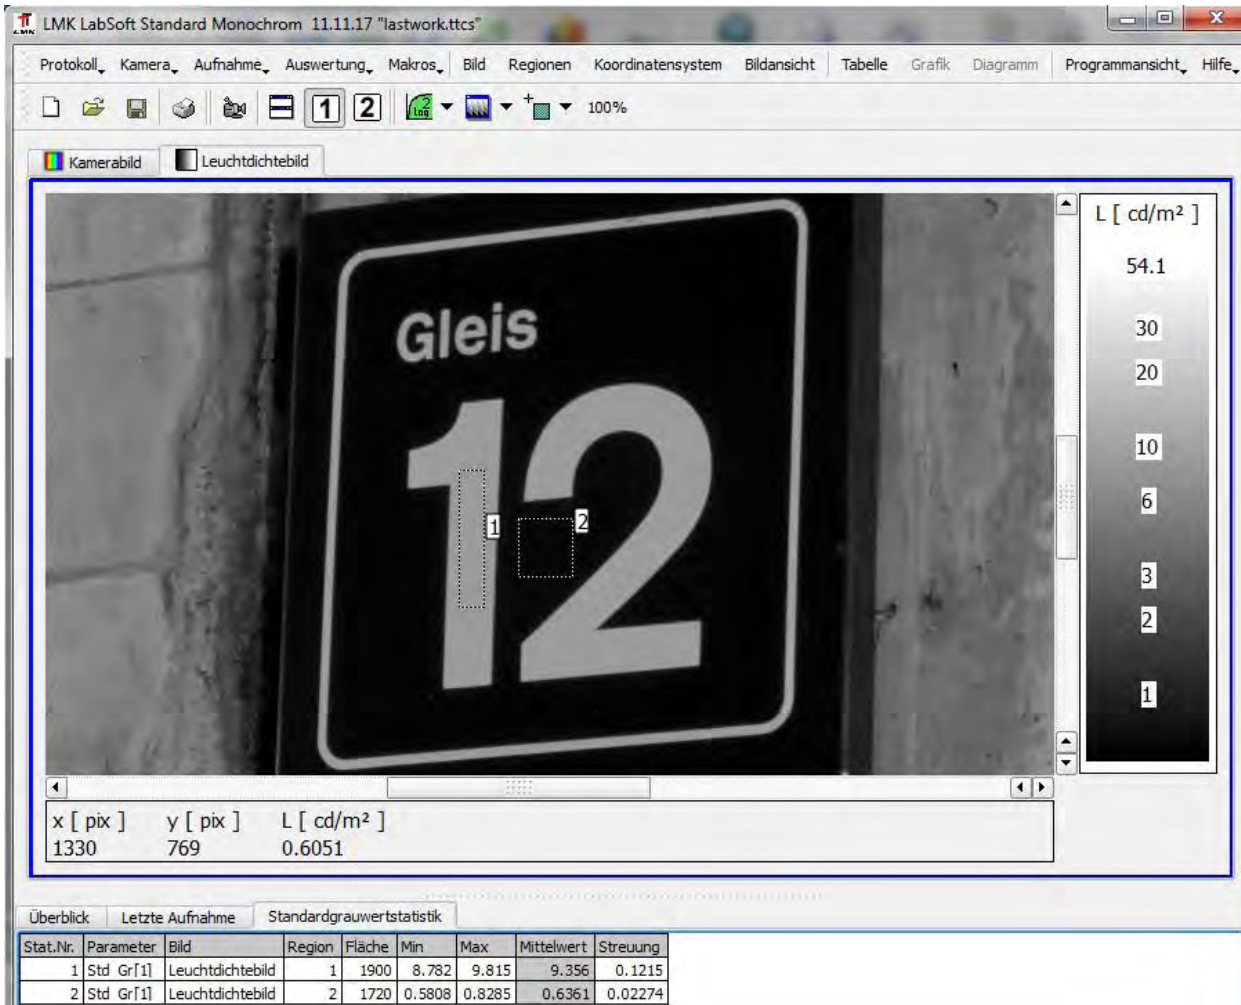 LMK LabSoft Standard Monochrom 11.11.17 "lastwork.ttcs"
Protokoll Kamera Aufnahme Auswertung Makros Bild Regionen Koordinatensystem Bildansicht Tabelle Grafik Diagramm Programmansicht Hilfe
1 2 log 2 100%
Kamerabild Leuchtdichtebild
L [ cd/m² ]
54.1
30
20
10
6
3
2
1
Gleis
12
1
2
x [ pix ] y [ pix ] L [ cd/m² ]
1330 769 0.6051
Überblick Letzte Aufnahme Standardgrauwertstatistik
Stat.Nr. Parameter Bild Region Fläche Min Max Mittelwert Streuung
1 Std Gr[1] Leuchtdichtebild 1 1900 8.782 9.815 9.356 0.1215
2 Std Gr[1] Leuchtdichtebild 2 1720 0.5808 0.8285 0.6361 0.02274